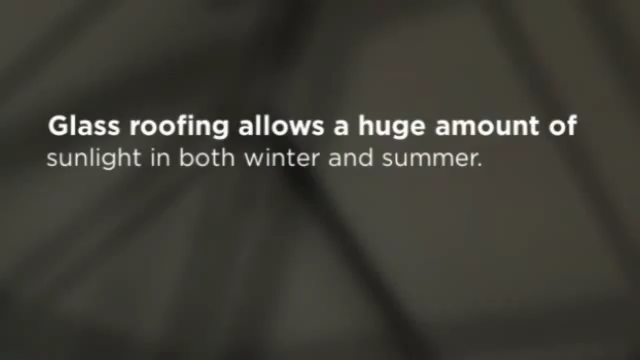 Glass roofing allows a huge amount of
sunlight in both winter and summer.